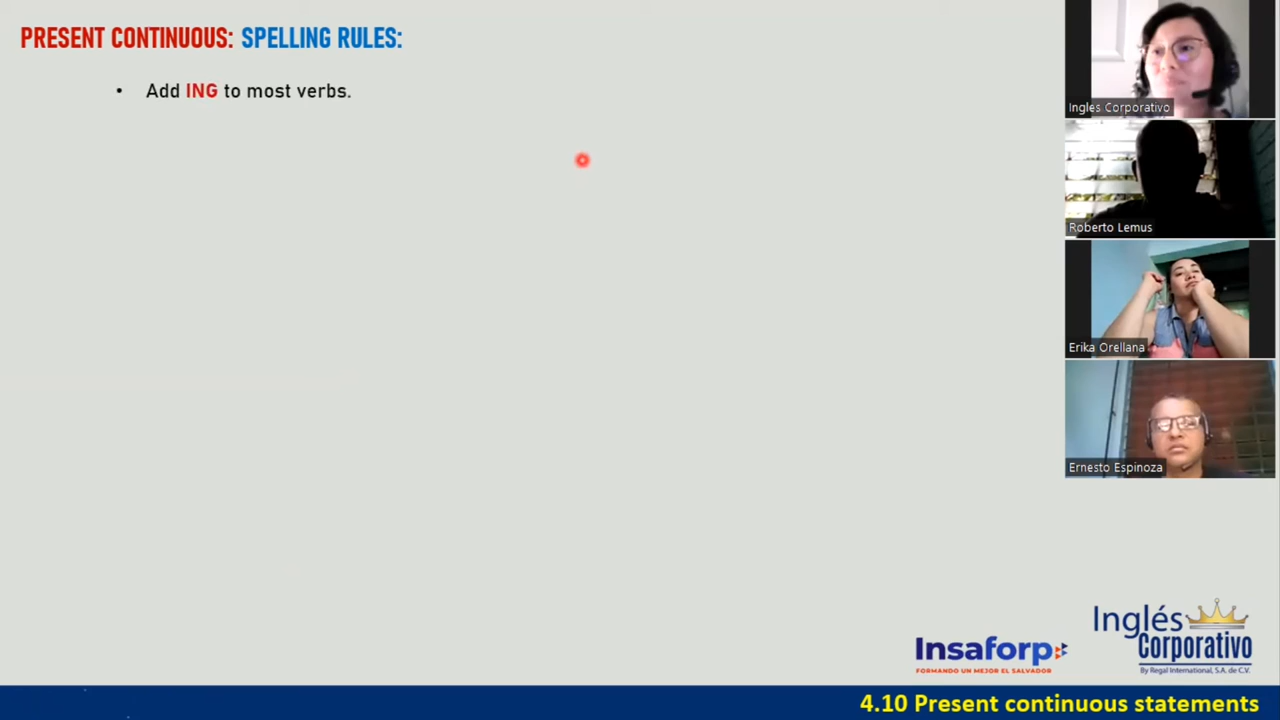 PRESENT CONTINUOUS: SPELLING RULES:
• Add ING to most verbs.
Ingles Corporativo
Roberto Lemus
Erika Orellana
Ernesto Espinoza
Insaforp
FORMANDO UN MEJOR EL SALVADOR
Inglés
Corporativo
By Regal International, S.A. de C.V.
4.10 Present continuous statements